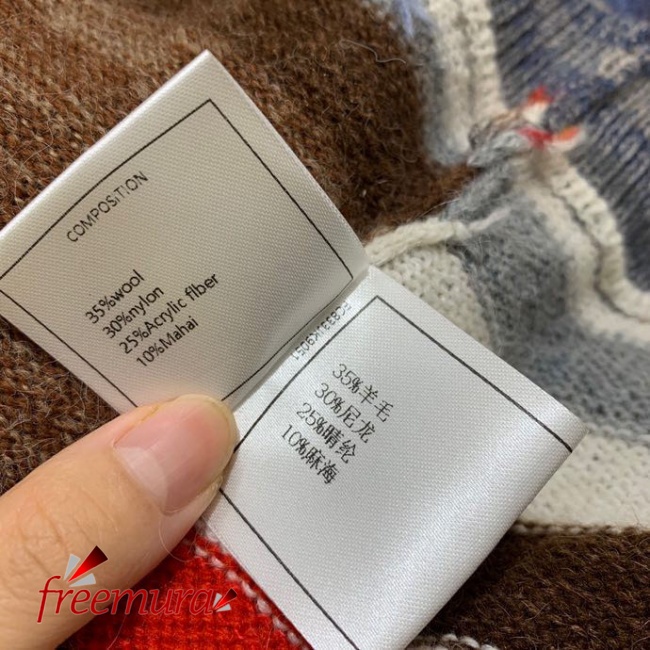 COMPOSITION
35%wool
30%nylon
25%Acrylic fiber
10%Mahai
35%羊毛
30%尼龙
25%晴纶
10%麻海
freemura